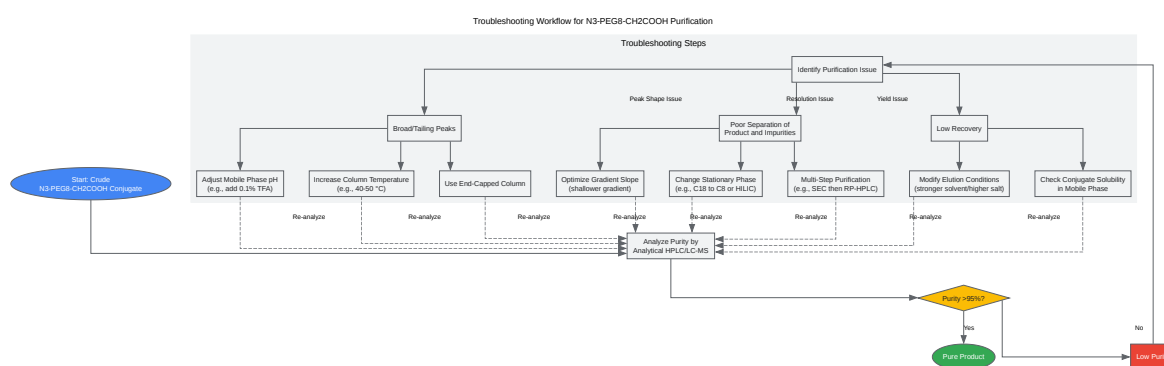 Troubleshooting Workflow for N3-PEG8-CH2COOH Purification
Troubleshooting Steps
Identify Purification Issue
Peak Shape Issue
Resolution Issue
Yield Issue
Broad/Tailing Peaks
Poor Separation of
Product and Impurities
Low Recovery
Start: Crude
N3-PEG8-CH2COOH Conjugate
Adjust Mobile Phase pH
(e.g., add 0.1% TFA)
Increase Column Temperature
(e.g., 40-50 °C)
Use End-Capped Column
Optimize Gradient Slope
(shallower gradient)
Change Stationary Phase
(e.g., C18 to C8 or HILIC)
Multi-Step Purification
(e.g., SEC then RP-HPLC)
Modify Elution Conditions
(stronger solvent/higher salt)
Check Conjugate Solubility
in Mobile Phase
Re-analyze
Re-analyze
Re-analyze
Re-analyze
Re-analyze
Re-analyze
Re-analyze
Re-analyze
Analyze Purity by
Analytical HPLC/LC-MS
Purity >95%?
Yes
No
Pure Product
Low